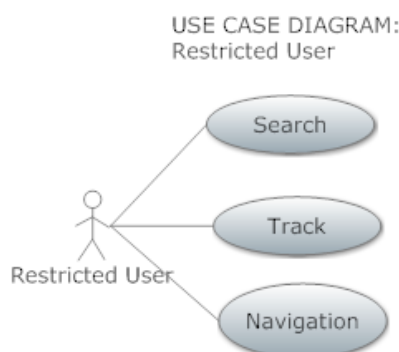 USE CASE DIAGRAM:
Restricted User
Search
Track
Restricted User
Navigation